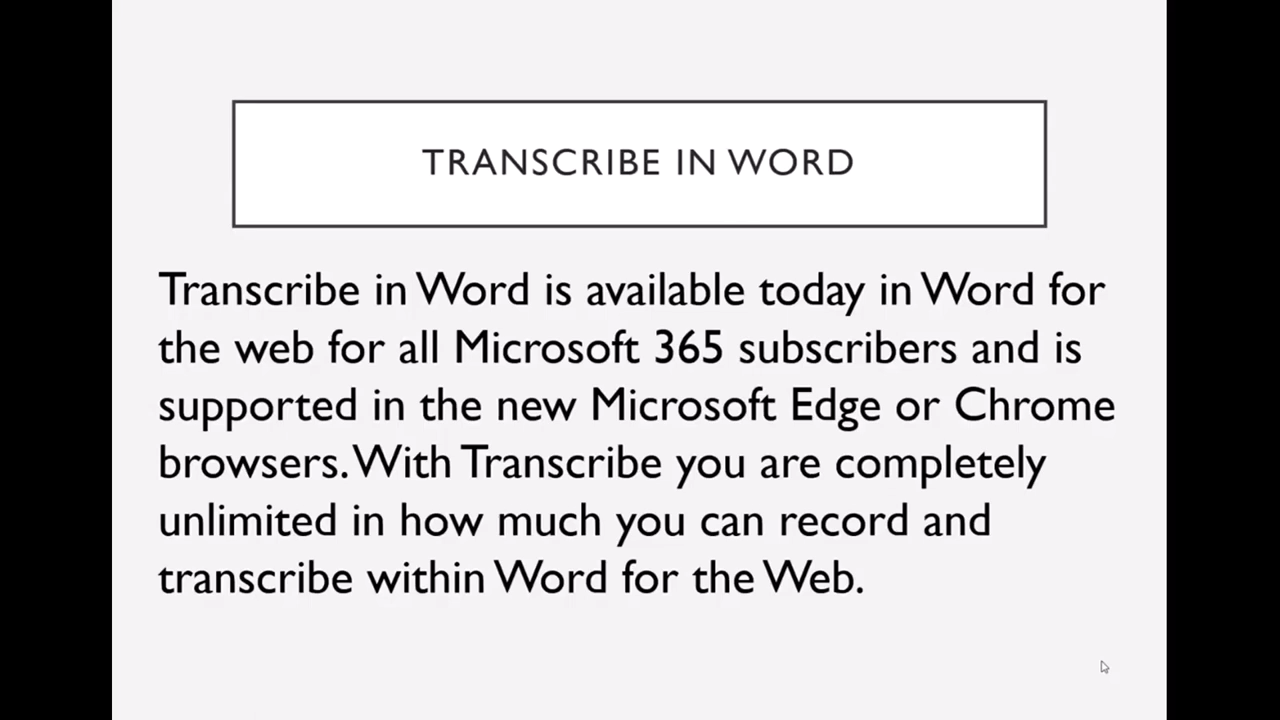 TRANSCRIBE IN WORD
Transcribe in Word is available today in Word for
the web for all Microsoft 365 subscribers and is
supported in the new Microsoft Edge or Chrome
browsers. With Transcribe you are completely
unlimited in how much you can record and
transcribe within Word for the Web.